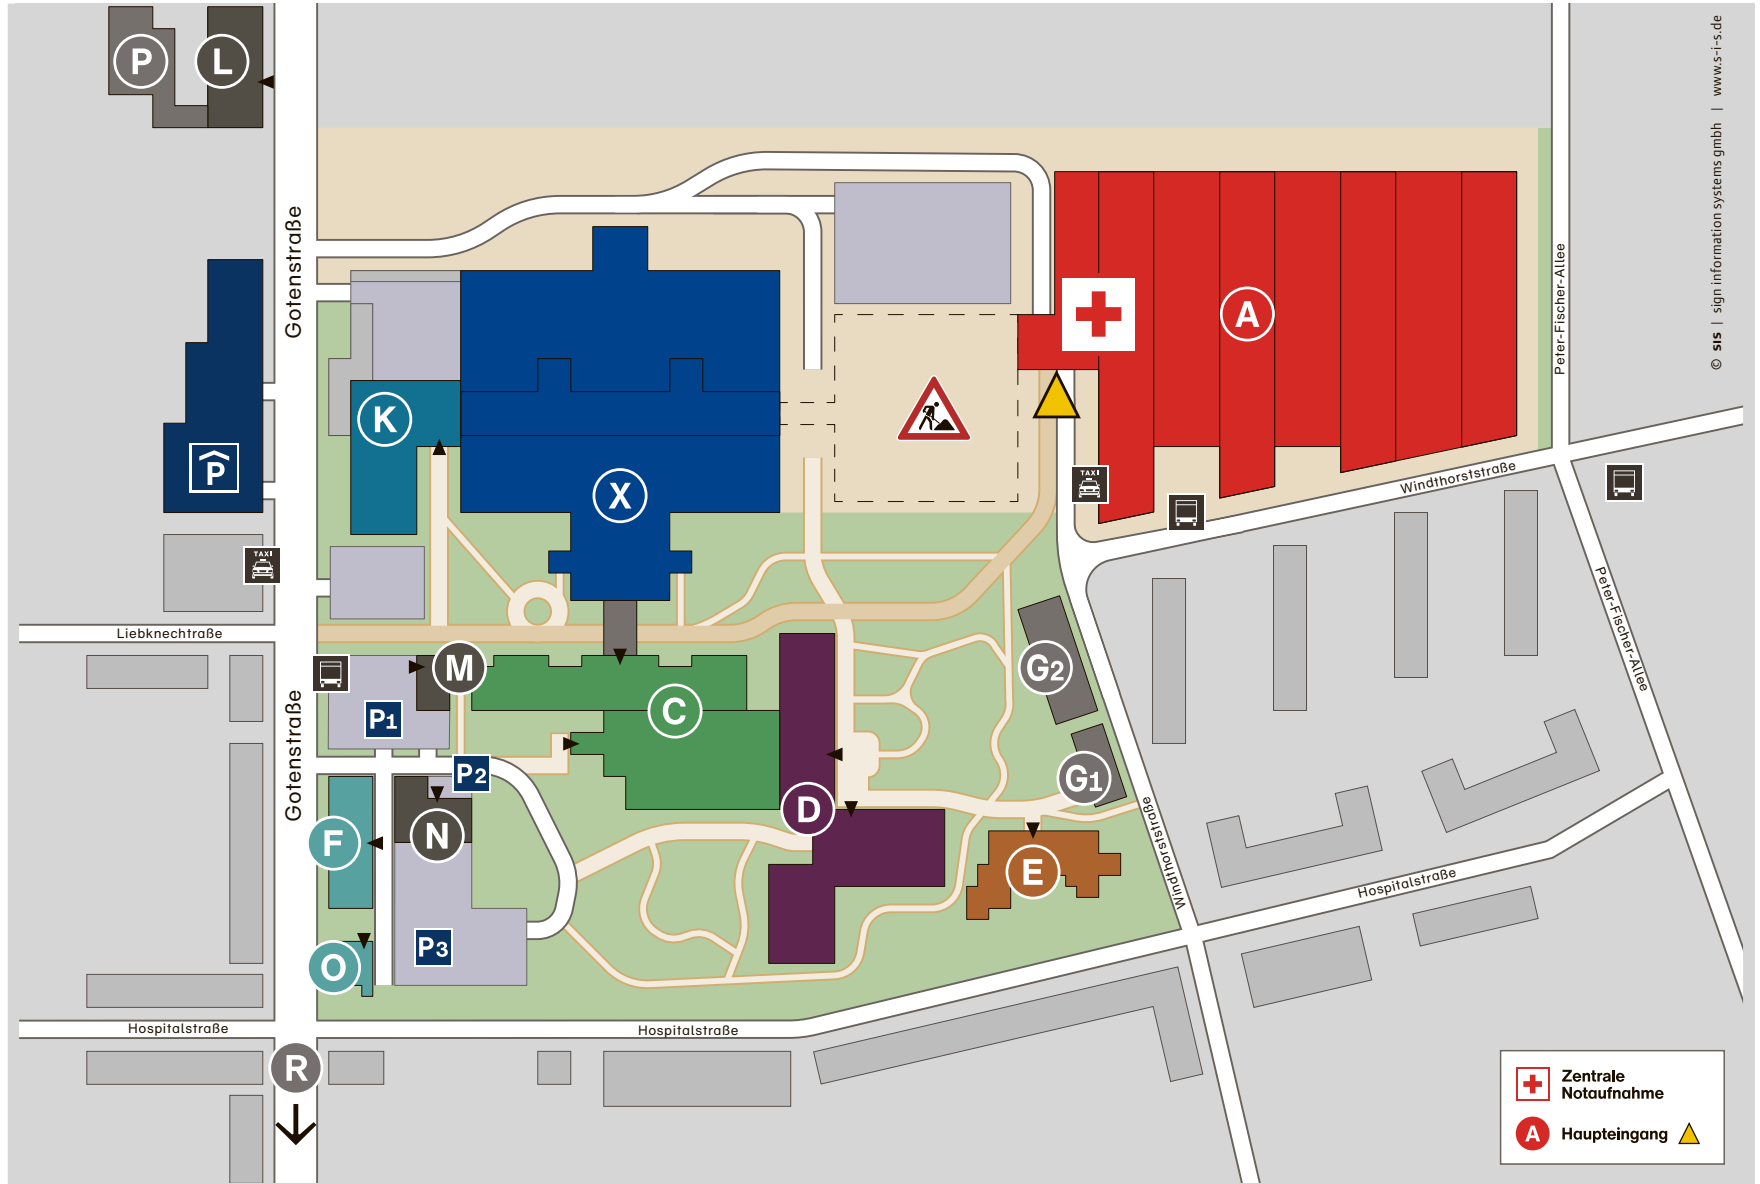 P
L
© sis | sign information systems gmbh | www.s-i-s.de
Gotenstraße
Peter-Fischer-Allee
A
K
P
X
TAXI
Windthorststraße
TAXI
Liebknechtraße
Peter-Fischer-Allee
M
G2
P1
C
Gotenstraße
P2
G1
D
Windthorststraße
F
N
E
Hospitalstraße
P3
O
Hospitalstraße
Hospitalstraße
R
Zentrale
Notaufnahme
A Haupteingang